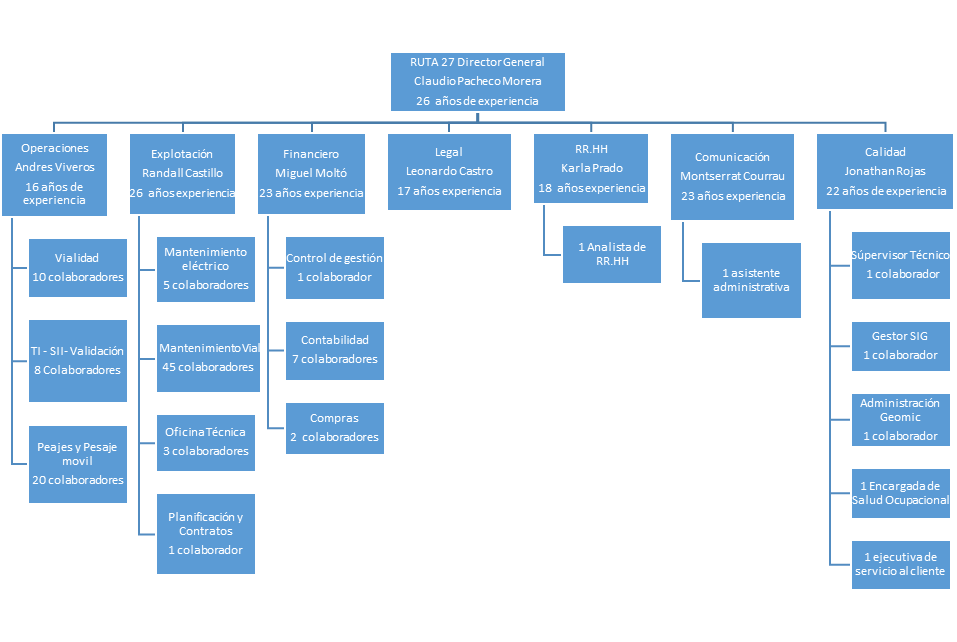 RUTA 27 Director General
Claudio Pacheco Morera
26 años de experiencia
Operaciones
Andres Viveros
16 años de
experiencia
Explotación
Randall Castillo
26 años experiencia
Financiero
Miguel Moltó
23 años experiencia
Legal
Leonardo Castro
17 años experiencia
RR.HH
Karla Prado
18 años experiencia
Comunicación
Montserrat Courrau
23 años experiencia
Calidad
Jonathan Rojas
22 años de experiencia
Vialidad
10 colaboradores
TI - SII- Validación
8 Colaboradores
Peajes y Pesaje
movil
20 colaboradores
Mantenimiento
eléctrico
5 colaboradores
Mantenimiento Vial
45 colaboradores
Oficina Técnica
3 colaboradores
Planificación y
Contratos
1 colaborador
Control de gestión
1 colaborador
Contabilidad
7 colaboradores
Compras
2 colaboradores
1 Analista de
RR.HH
1 asistente
administrativa
Súpervisor Técnico
1 colaborador
Gestor SIG
1 colaborador
Administración
Geomic
1 colaborador
1 Encargada de
Salud Ocupacional
1 ejecutiva de
servicio al cliente